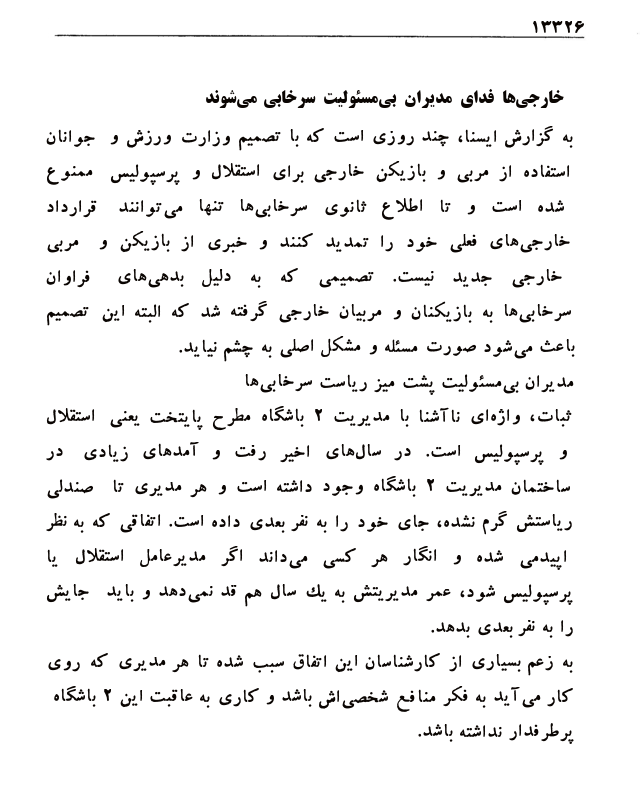 ۱۳۳۲۶
خارجی‌ها فدای مدیران بی‌مسئولیت سرخابی می‌شوند
به گزارش ایسنا، چند روزی است که با تصمیم وزارت ورزش و جوانان
استفاده از مربی و بازیکن خارجی برای استقلال و پرسپولیس ممنوع
شده است و تا اطلاع ثانوی سرخابی‌ها تنها می‌توانند قرارداد
خارجی‌های فعلی خود را تمدید کنند و خبری از بازیکن و مربی
خارجی جدید نیست. تصمیمی که به دلیل بدهی‌های فراوان
سرخابی‌ها به بازیکنان و مربیان خارجی گرفته شد که البته این تصمیم
باعث می‌شود صورت مسئله و مشکل اصلی به چشم نیاید.
مدیران بی‌مسئولیت پشت میز ریاست سرخابی‌ها
ثبات، واژه‌ای ناآشنا با مدیریت ۲ باشگاه مطرح پایتخت یعنی استقلال
و پرسپولیس است. در سال‌های اخیر رفت و آمدهای زیادی در
ساختمان مدیریت ۲ باشگاه وجود داشته است و هر مدیری تا صندلی
ریاستش گرم نشده، جای خود را به نفر بعدی داده است. اتفاقی که به نظر
اپیدمی شده و انگار هر کسی می‌داند اگر مدیرعامل استقلال یا
پرسپولیس شود، عمر مدیریتش به یك سال هم قد نمی‌دهد و باید جایش
را به نفر بعدی بدهد.
به زعم بسیاری از کارشناسان این اتفاق سبب شده تا هر مدیری که روی
کار می‌آید به فکر منافع شخصی‌اش باشد و کاری به عاقبت این ۲ باشگاه
پرطرفدار نداشته باشد.